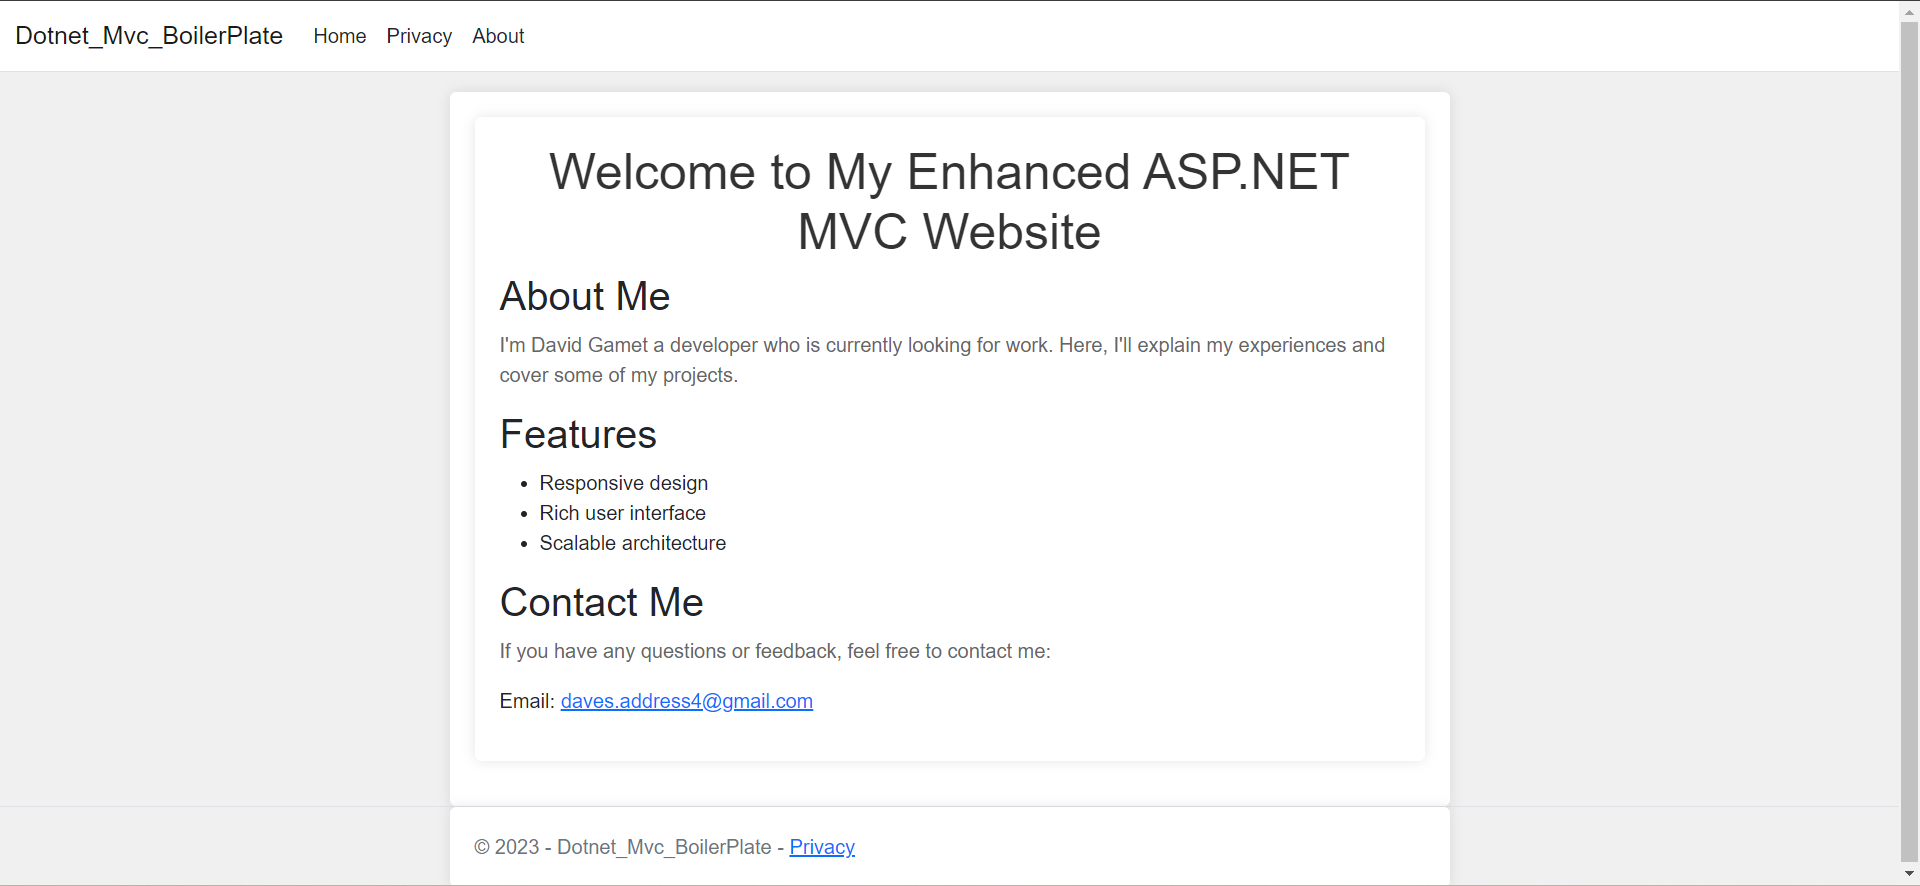 Dotnet_Mvc_BoilerPlate Home Privacy About
Welcome to My Enhanced ASP.NET
MVC Website
About Me
I'm David Gamet a developer who is currently looking for work. Here, I'll explain my experiences and
cover some of my projects.
Features
• Responsive design
• Rich user interface
• Scalable architecture
Contact Me
If you have any questions or feedback, feel free to contact me:
Email: daves.address4@gmail.com
© 2023 - Dotnet_Mvc_BoilerPlate - Privacy